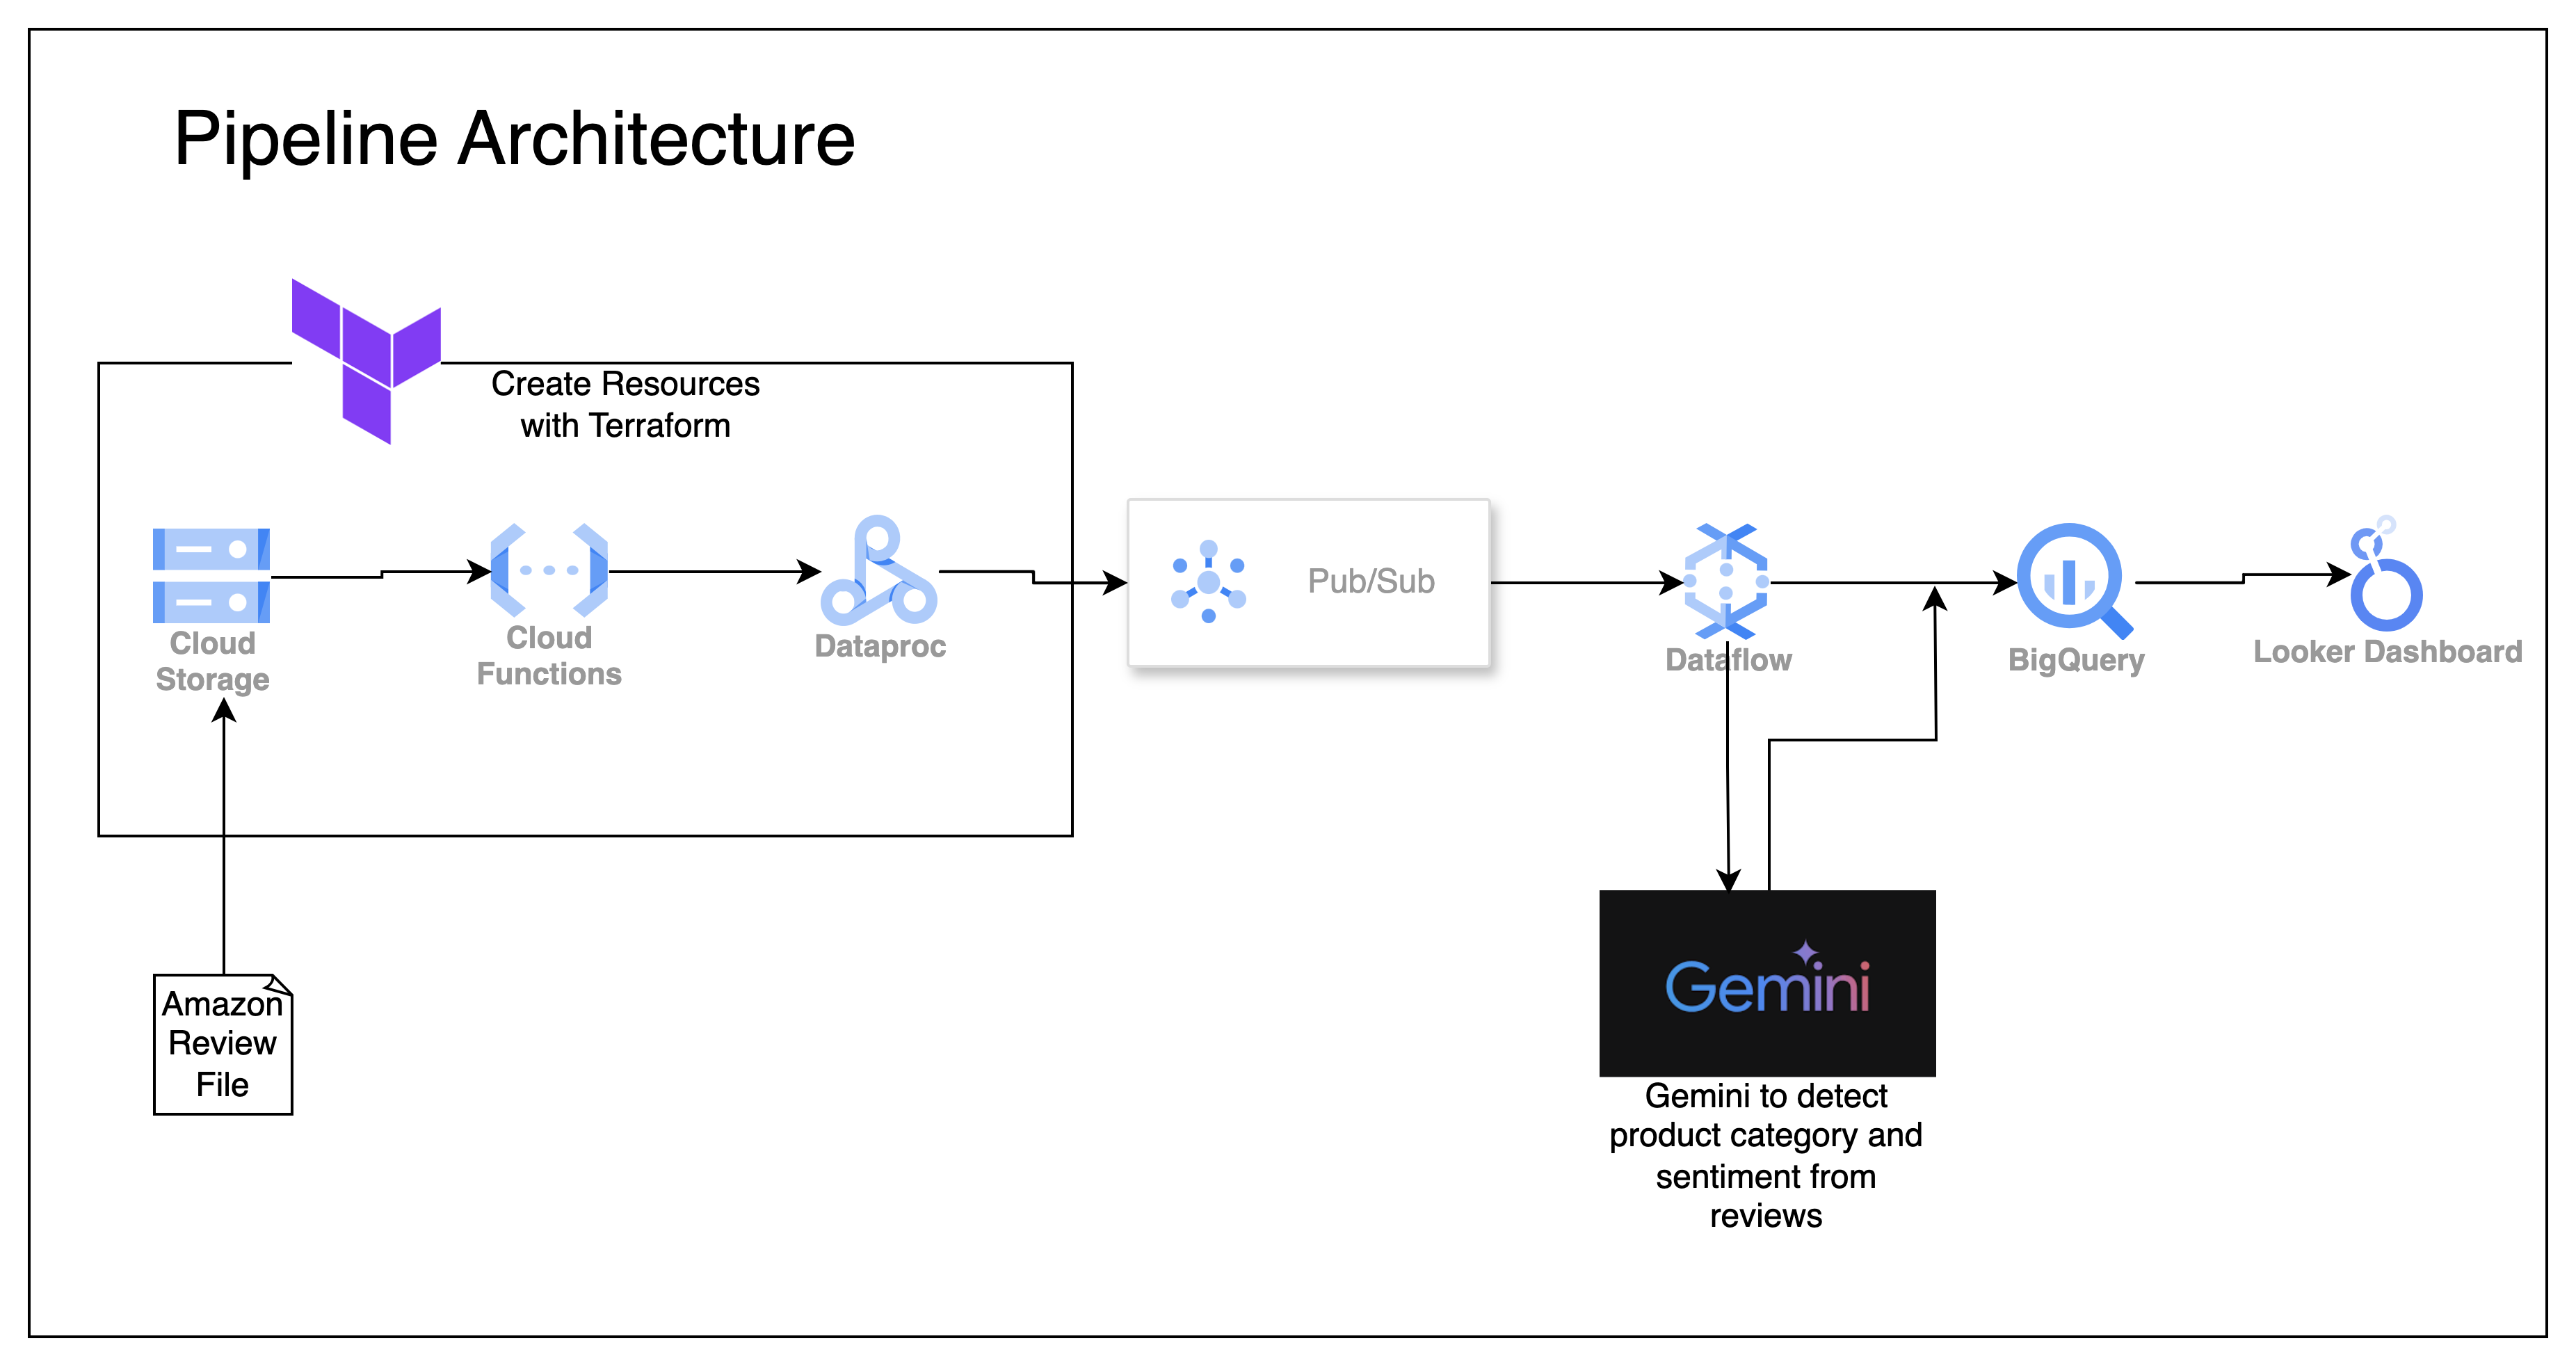 Pipeline Architecture
Create Resources
with Terraform
Cloud
Storage
Cloud
Functions
Dataproc
Pub/Sub
Dataflow
BigQuery
Looker Dashboard
Amazon
Review
File
Gemini
Gemini to detect
product category and
sentiment from
reviews